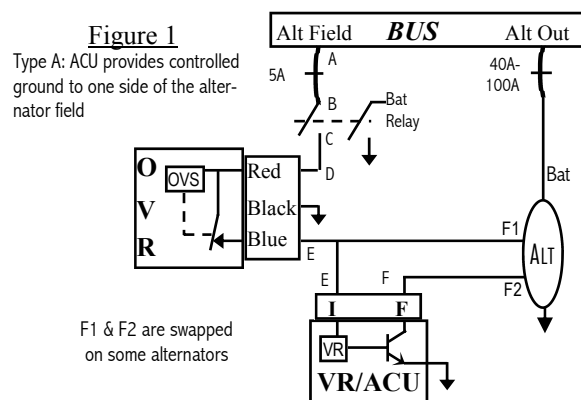 Figure 1
Type A: ACU provides controlled
ground to one side of the alter-
nator field
BUS
Alt Field
Alt Out
A
5A
40A-
100A
B
Bat
Relay
C
D
O
V
R
OVS
Red
Black
Blue
Bat
E
F1
ALT
E
F
F2
I
F
VR
VR/ACU
F1 & F2 are swapped
on some alternators